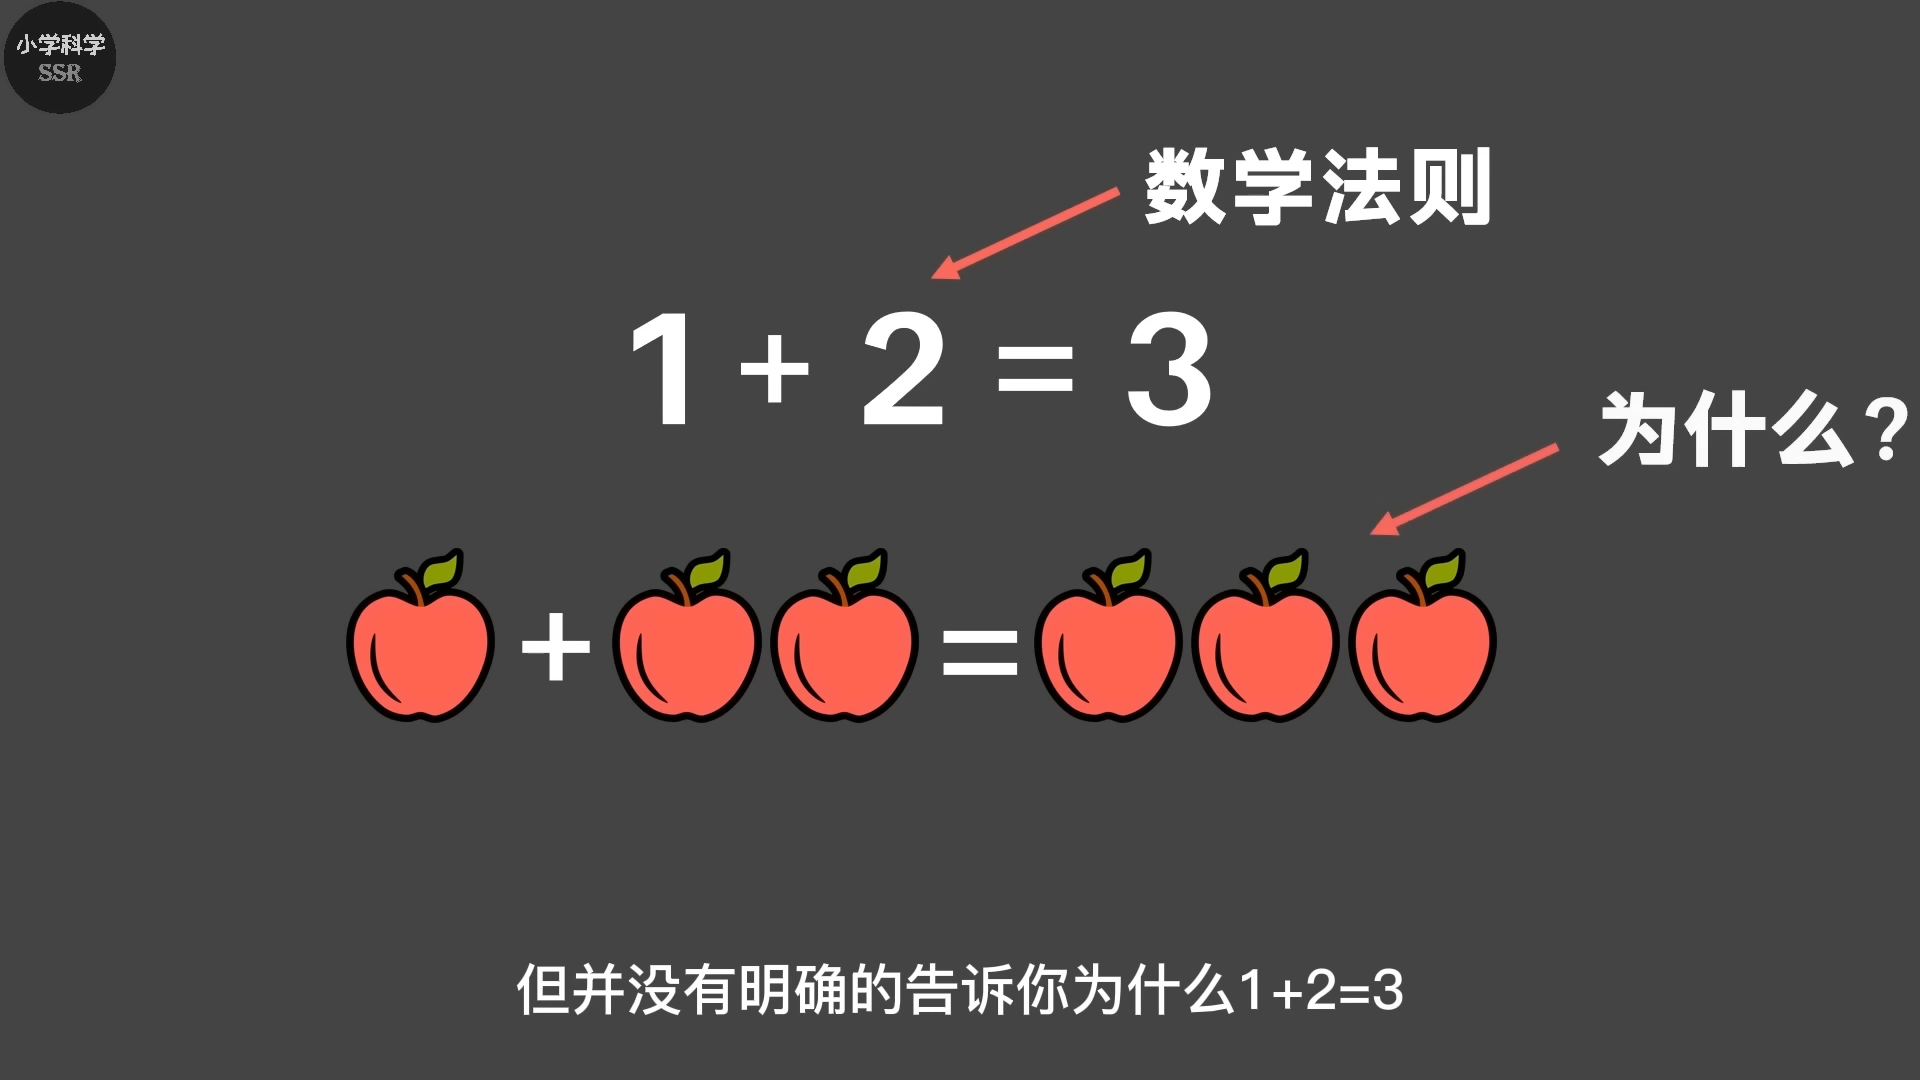 小学科学
SSR
数学法则
1 + 2 = 3
为什么?
+ =
但并没有明确的告诉你为什么1+2=3